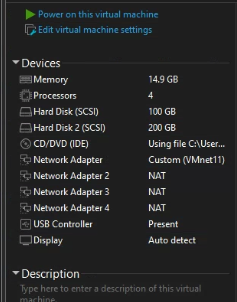 Power on this virtual machine
Edit virtual machine settings
Devices
Memory 14.9 GB
Processors 4
Hard Disk (SCSI) 100 GB
Hard Disk 2 (SCSI) 200 GB
CD/DVD (IDE) Using file C:\User...
Network Adapter Custom (VMnet11)
Network Adapter 2 NAT
Network Adapter 3 NAT
Network Adapter 4 NAT
USB Controller Present
Display Auto detect
Description
Type here to enter a description of this virtual
machine.